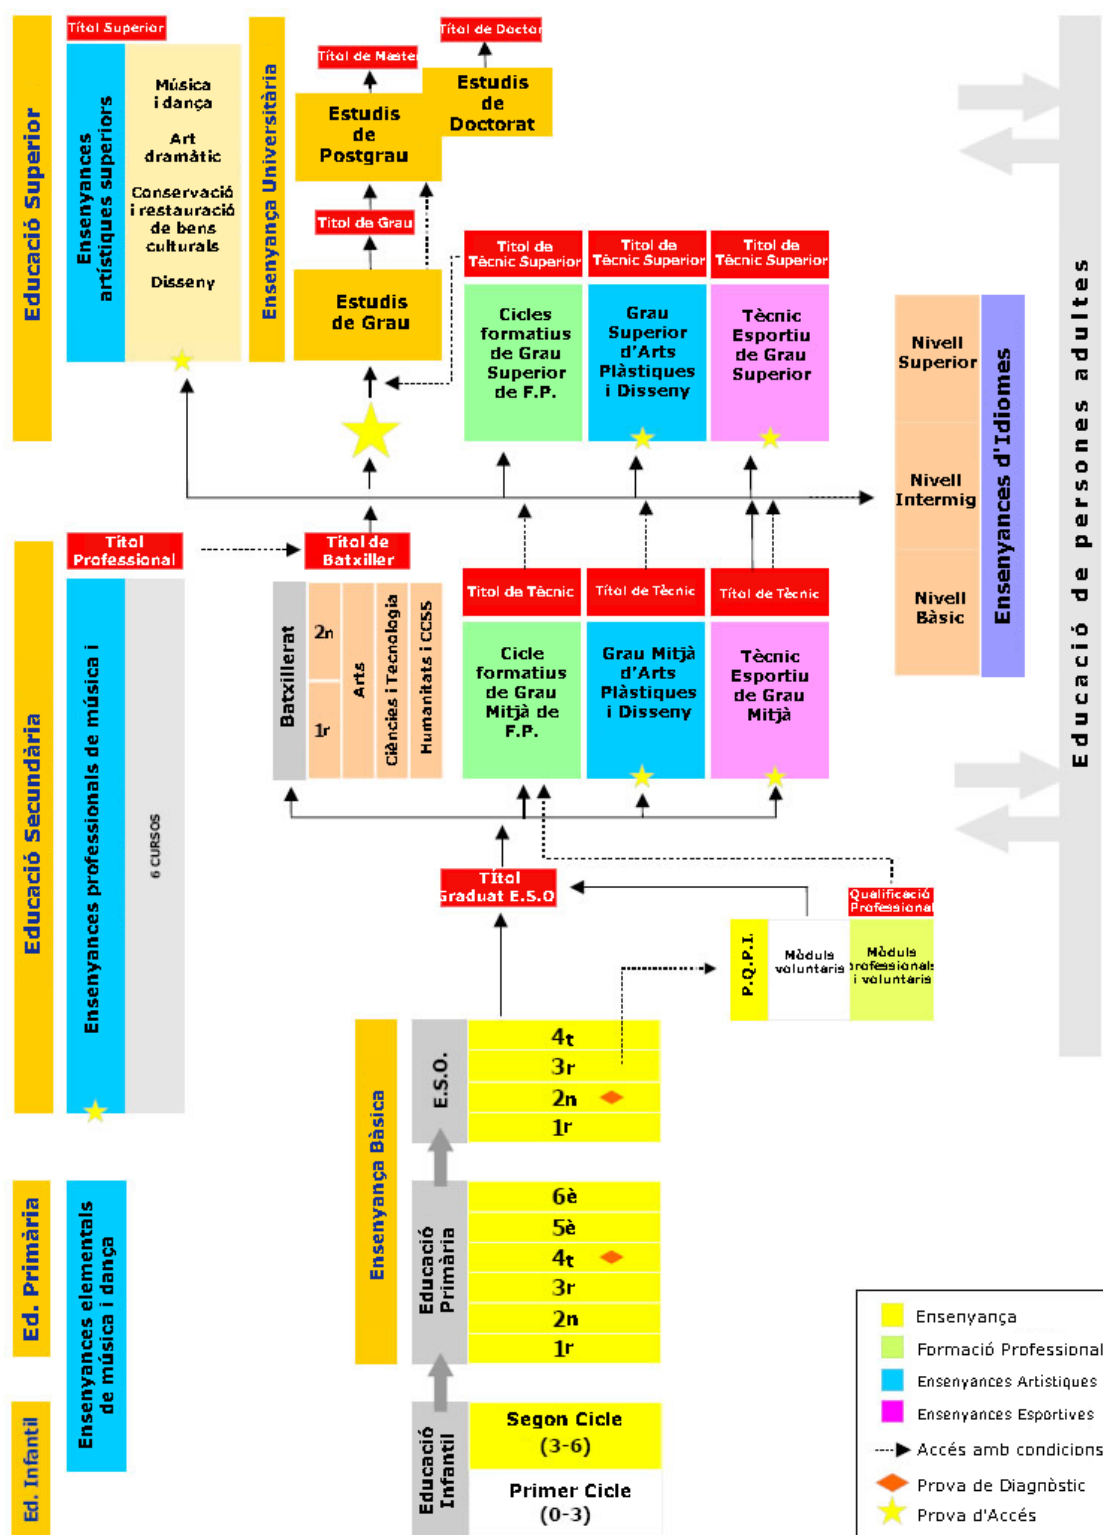 Educació Superior
Títol Superior
Ensenyances
artístiques superiors
Música
i dança
Art
dramàtic
Conservació
i restauració
de bens
culturals
Disseny
Ensenyança Universitària
Títol de Màster
Estudis
de
Postgrau
Títol de Grau
Estudis
de Grau
Títol de Doctor
Estudis
de
Doctorat
Títol de
Tècnic Superior
Cicles
formatius
de Grau
Superior
de F.P.
Títol de
Tècnic Superior
Grau
Superior
d'Arts
Plàstiques
i Disseny
Títol de
Tècnic Superior
Tècnic
Esportiu
de Grau
Superior
Nivell
Superior
Nivell
Intermig
Nivell
Bàsic
Ensenyances d'Idiomes
Educació de persones adultes
Educació Secundària
Títol
Professional
Ensenyances professionals de música i
6 CURSOS
Títol de
Batxiller
Batxillerat
2n
1r
Arts
Ciències i Tecnologia
Humanitats i CCSS
Títol de Tècnic
Cicle
formatius
de Grau
Mitjà de
F.P.
Títol de Tècnic
Grau Mitjà
d'Arts
Plàstiques
i Disseny
Títol de Tècnic
Tècnic
Esportiu
de Grau
Mitjà
Títol
Graduat E.S.O.
Qualificació
Professional
P.Q.P.I.
Mòduls
voluntaris
Mòduls
professionals
i voluntaris
Ensenyança Bàsica
E.S.O.
4t
3r
2n
1r
Ed. Primària
Ensenyances elementals
de música i dança
Educació
Primària
6è
5è
4t
3r
2n
1r
Ed. Infantil
Educació
Infantil
Segon Cicle
(3-6)
Primer Cicle
(0-3)
Ensenyança
Formació Professional
Ensenyances Artístiques
Ensenyances Esportives
Accés amb condicions
Prova de Diagnòstic
Prova d'Accés